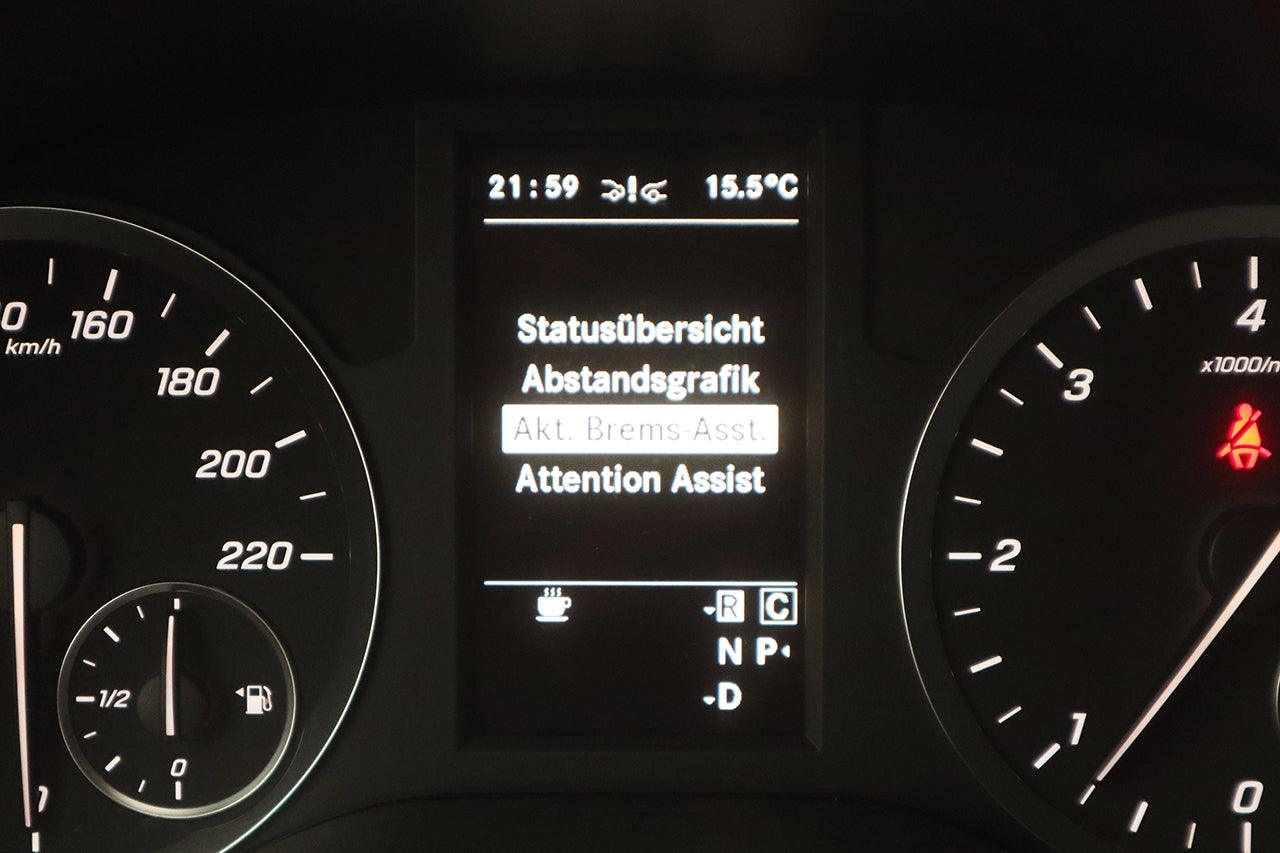 21:59 15.5°C
Statusübersicht
Abstandsgrafik
Akt. Brems-Asst.
Attention Assist
R C
N P
D
160
km/h
180
200
220
1/2
0
4
x1000/
3
2
1
0